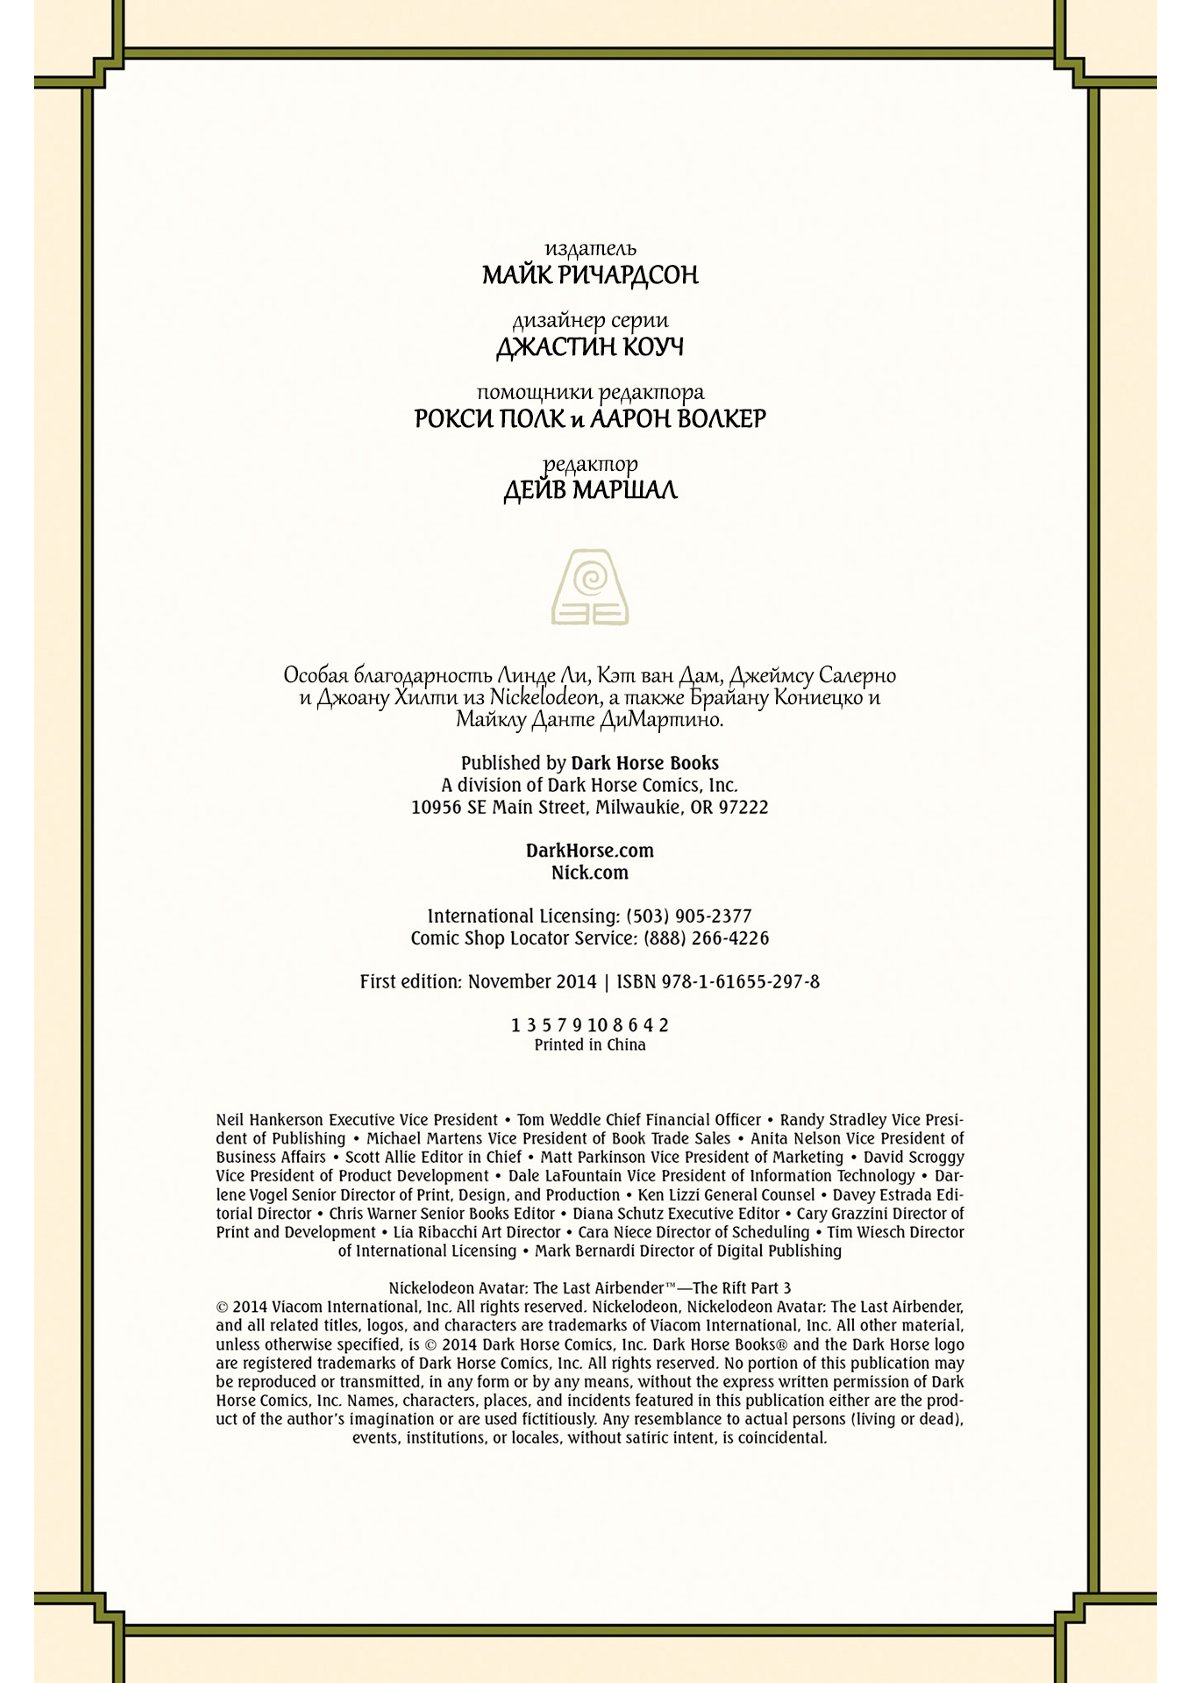 издатель
МАЙК РИЧАРДСОН
дизайнер серии
ДЖАСТИН КОУЧ
помощники редактора
РОКСИ ПОЛК и ААРОН ВОЛКЕР
редактор
ДЕЙВ МАРШАЛ
Особая благодарность Линде Ли, Кэт ван Дам, Джеймсу Салерно
и Джоану Хилти из Nickelodeon, а также Брайану Кониецко и
Майклу Данте ДиМартино.
Published by Dark Horse Books
A division of Dark Horse Comics, Inc.
10956 SE Main Street, Milwaukie, OR 97222
DarkHorse.com
Nick.com
International Licensing: (503) 905-2377
Comic Shop Locator Service: (888) 266-4226
First edition: November 2014 | ISBN 978-1-61655-297-8
1 3 5 7 9 10 8 6 4 2
Printed in China
Neil Hankerson Executive Vice President • Tom Weddle Chief Financial Officer • Randy Stradley Vice Presi-
dent of Publishing • Michael Martens Vice President of Book Trade Sales • Anita Nelson Vice President of
Business Affairs • Scott Allie Editor in Chief • Matt Parkinson Vice President of Marketing • David Scroggy
Vice President of Product Development • Dale LaFountain Vice President of Information Technology • Dar-
lene Vogel Senior Director of Print, Design, and Production • Ken Lizzi General Counsel • Davey Estrada Edi-
torial Director • Chris Warner Senior Books Editor • Diana Schutz Executive Editor • Cary Grazzini Director of
Print and Development • Lia Ribacchi Art Director • Cara Niece Director of Scheduling • Tim Wiesch Director
of International Licensing • Mark Bernardi Director of Digital Publishing
Nickelodeon Avatar: The Last Airbender™—The Rift Part 3
© 2014 Viacom International, Inc. All rights reserved. Nickelodeon, Nickelodeon Avatar: The Last Airbender,
and all related titles, logos, and characters are trademarks of Viacom International, Inc. All other material,
unless otherwise specified, is © 2014 Dark Horse Comics, Inc. Dark Horse Books® and the Dark Horse logo
are registered trademarks of Dark Horse Comics, Inc. All rights reserved. No portion of this publication may
be reproduced or transmitted, in any form or by any means, without the express written permission of Dark
Horse Comics, Inc. Names, characters, places, and incidents featured in this publication either are the prod-
uct of the author's imagination or are used fictitiously. Any resemblance to actual persons (living or dead),
events, institutions, or locales, without satiric intent, is coincidental.